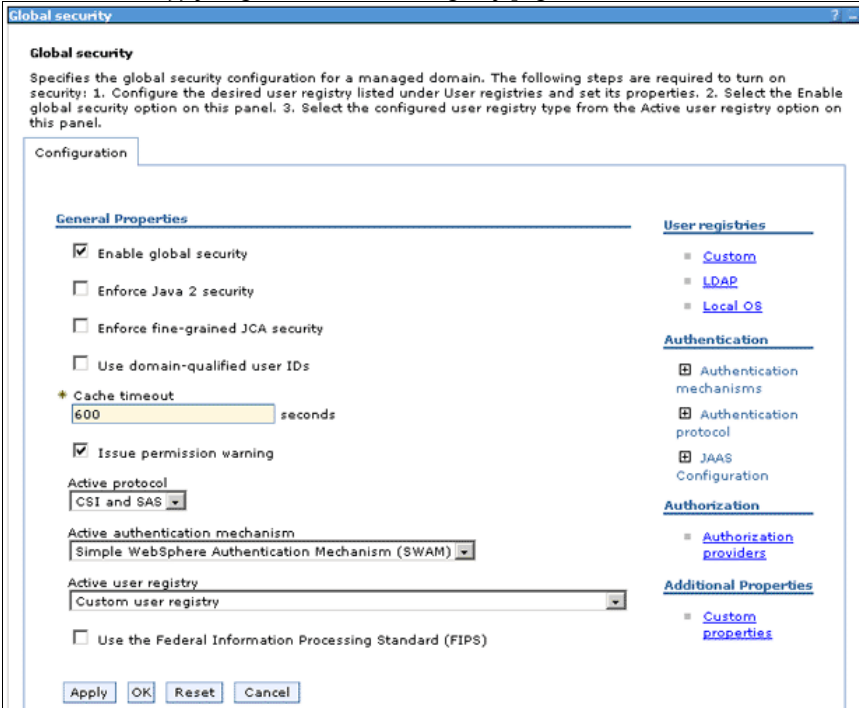 Global security ? –
Global security
Specifies the global security configuration for a managed domain. The following steps are required to turn on
security: 1. Configure the desired user registry listed under User registries and set its properties. 2. Select the Enable
global security option on this panel. 3. Select the configured user registry type from the Active user registry option on
this panel.
Configuration
General Properties
Enable global security
Enforce Java 2 security
Enforce fine-grained JCA security
Use domain-qualified user IDs
* Cache timeout
600 seconds
Issue permission warning
Active protocol
CSI and SAS
Active authentication mechanism
Simple WebSphere Authentication Mechanism (SWAM)
Active user registry
Custom user registry
Use the Federal Information Processing Standard (FIPS)
Apply OK Reset Cancel
User registries
Custom
LDAP
Local OS
Authentication
Authentication
mechanisms
Authentication
protocol
JAAS
Configuration
Authorization
Authorization
providers
Additional Properties
Custom
properties